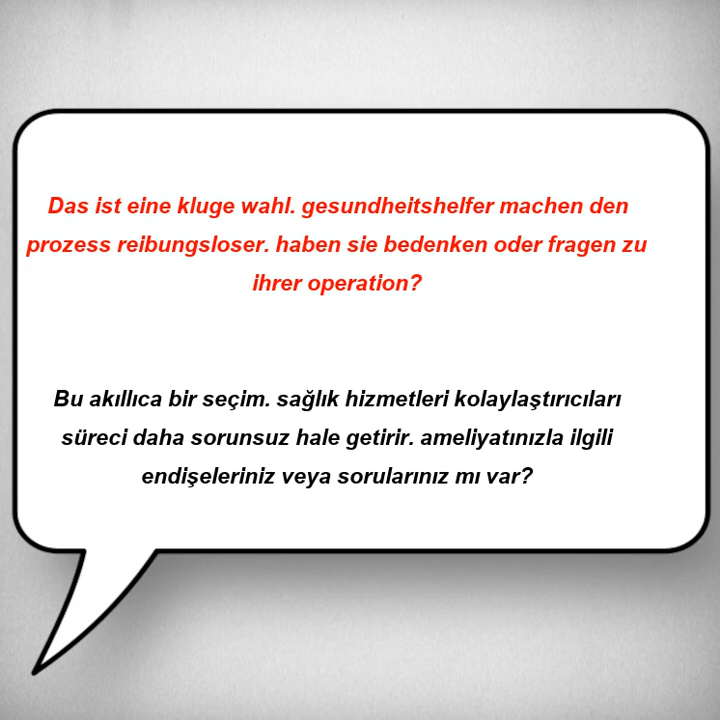 Das ist eine kluge wahl. gesundheitshelfer machen den
prozess reibungsloser. haben sie bedenken oder fragen zu
ihrer operation?
Bu akıllıca bir seçim. sağlık hizmetleri kolaylaştırıcıları
süreci daha sorunsuz hale getirir. ameliyatınızla ilgili
endişeleriniz veya sorularınız mı var?